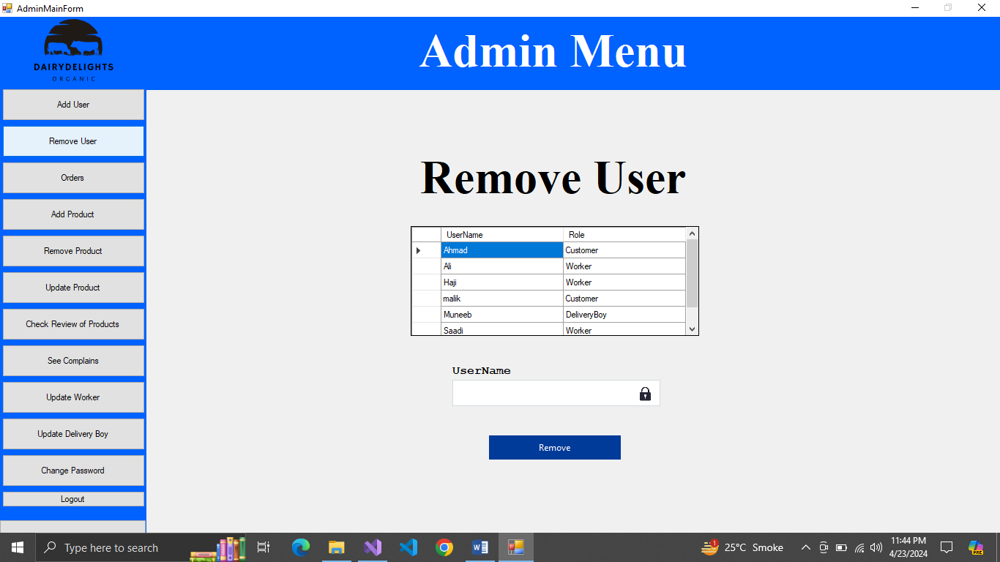 AdminMainForm
DAIRYDELIGHTS
ORGANIC
Admin Menu
Add User
Remove User
Orders
Add Product
Remove Product
Update Product
Check Review of Products
See Complains
Update Worker
Update Delivery Boy
Change Password
Logout
Remove User
UserName Role
Ahmad Customer
Ali Worker
Haji Worker
malik Customer
Muneeb DeliveryBoy
Saadi Worker
UserName
Remove
Type here to search
1
25°C Smoke
11:44 PM
4/23/2024
PRE